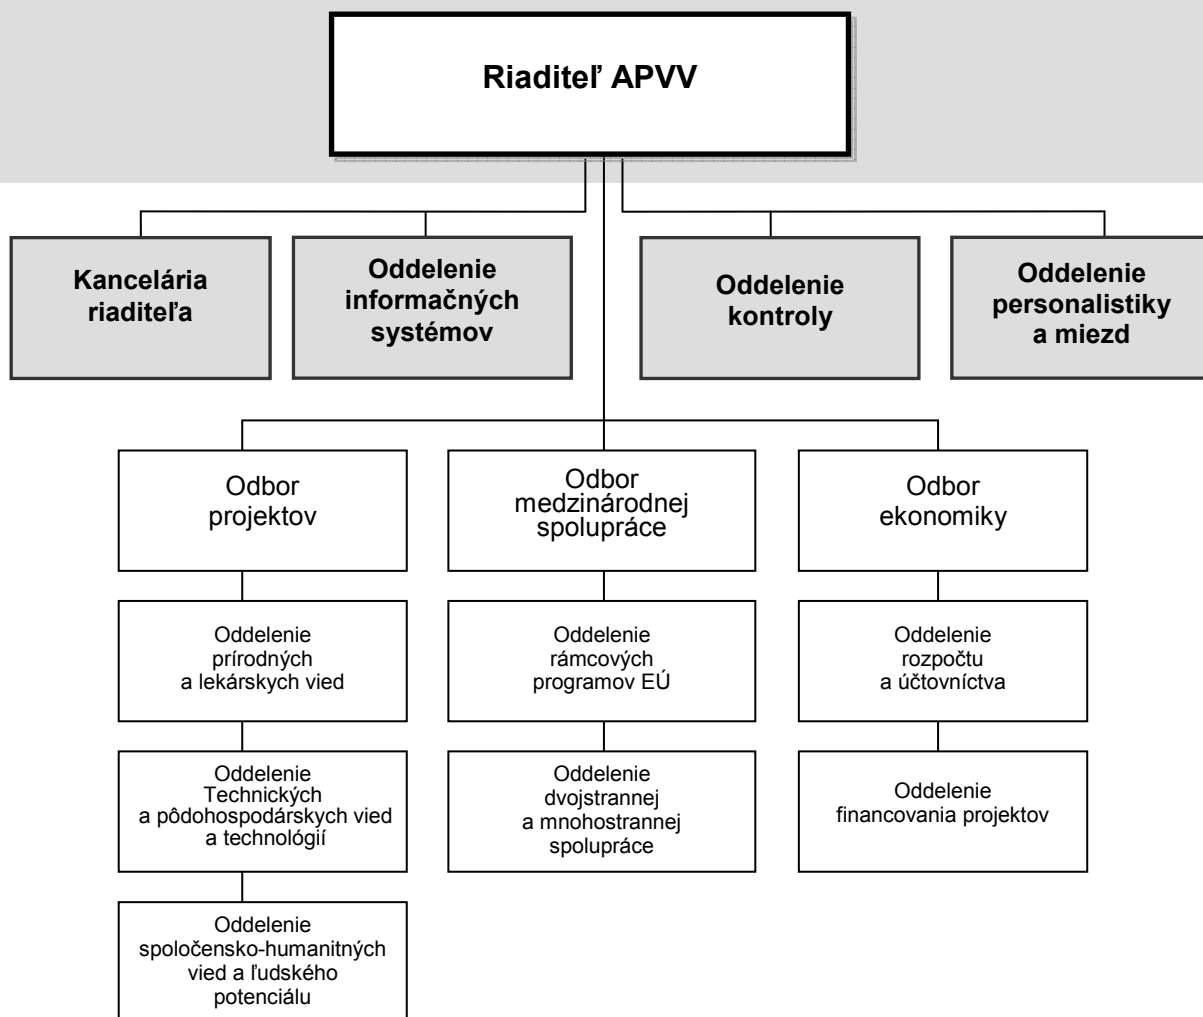 Riaditeľ APVV
Kancelária
riaditeľa
Oddelenie
informačných
systémov
Oddelenie
kontroly
Oddelenie
personalistiky
a miezd
Odbor
projektov
Odbor
medzinárodnej
spolupráce
Odbor
ekonomiky
Oddelenie
prírodných
a lekárskych vied
Oddelenie
rámcových
programov EÚ
Oddelenie
rozpočtu
a účtovníctva
Oddelenie
Technických
a pôdohospodárskych vied
a technológií
Oddelenie
dvojstrannej
a mnohostrannej
spolupráce
Oddelenie
financovania projektov
Oddelenie
spoločensko-humanitných
vied a ľudského
potenciálu